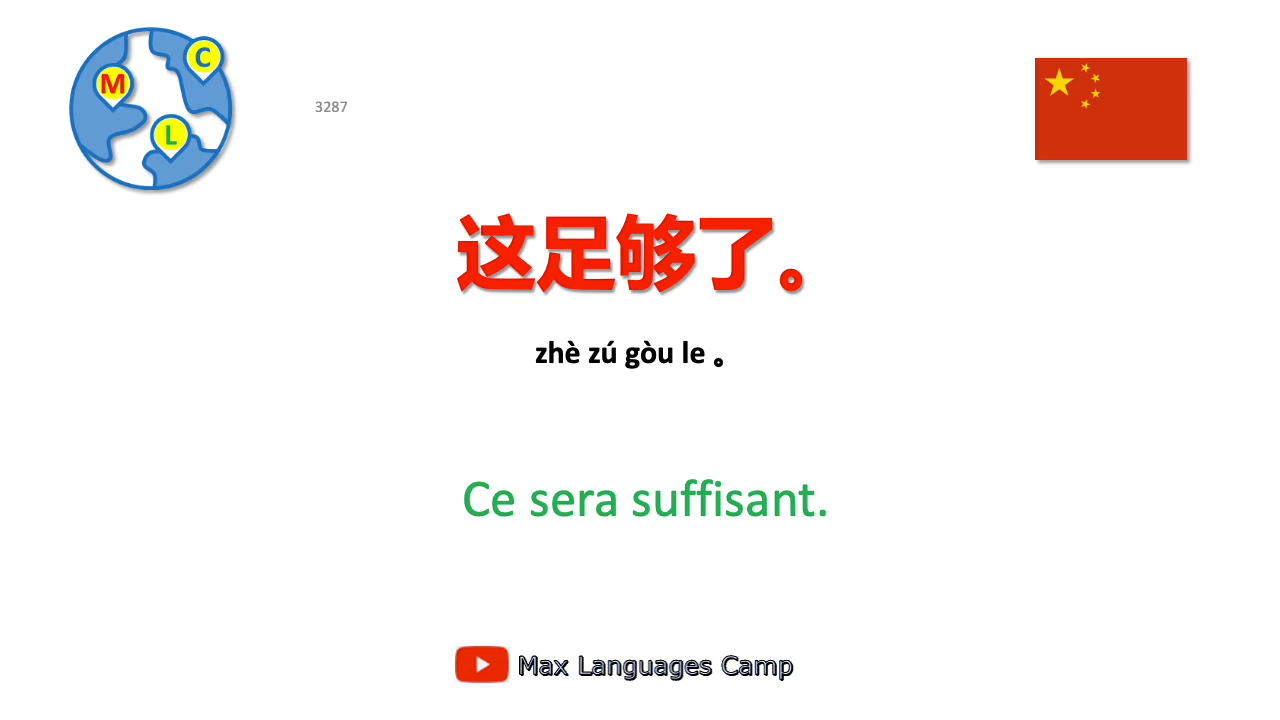 C
M
L
3287
这足够了。
zhè zú gòu le 。
Ce sera suffisant.
Max Languages Camp